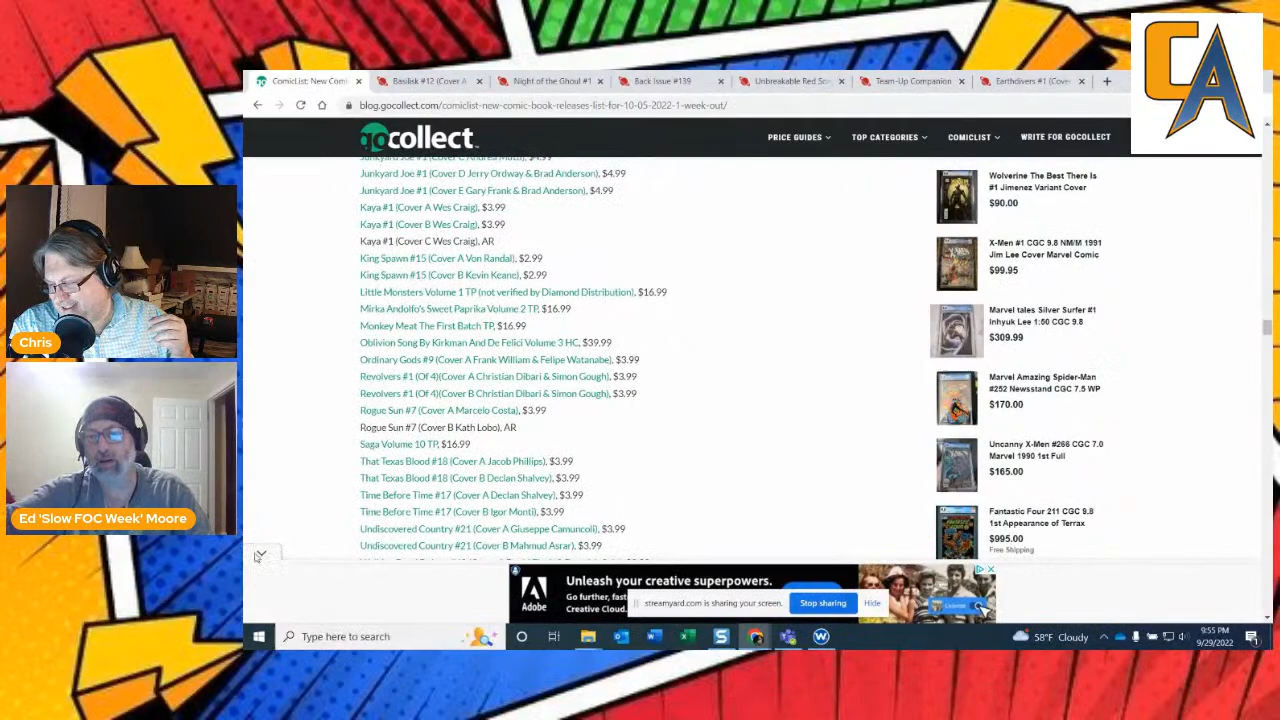 CA
ComicList: New Comi
Basilisk #12 (Cover A
Night of the Ghoul #1
Back Issue #139
Unbreakable Red So
Team-Up Companion
Earthdivers #1 (Cove
blog.gocollect.com/comiclist-new-comic-book-releases-list-for-10-05-2022-1-week-out/
gocollect
PRICE GUIDES
TOP CATEGORIES
COMICLIST
WRITE FOR GOCOLLECT
Junkyard Joe #1 (Cover C Andrea Mutti), $4.99
Junkyard Joe #1 (Cover D Jerry Ordway & Brad Anderson), $4.99
Junkyard Joe #1 (Cover E Gary Frank & Brad Anderson), $4.99
Kaya #1 (Cover A Wes Craig), $3.99
Kaya #1 (Cover B Wes Craig), $3.99
Kaya #1 (Cover C Wes Craig), AR
King Spawn #15 (Cover A Von Randal), $2.99
King Spawn #15 (Cover B Kevin Keane), $2.99
Little Monsters Volume 1 TP (not verified by Diamond Distribution), $16.99
Mirka Andolfo's Sweet Paprika Volume 2 TP, $16.99
Monkey Meat The First Batch TP, $16.99
Oblivion Song By Kirkman And De Felici Volume 3 HC, $39.99
Ordinary Gods #9 (Cover A Frank William & Felipe Watanabe), $3.99
Revolvers #1 (Of 4)(Cover A Christian Dibari & Simon Gough), $3.99
Revolvers #1 (Of 4)(Cover B Christian Dibari & Simon Gough), $3.99
Rogue Sun #7 (Cover A Marcelo Costa), $3.99
Rogue Sun #7 (Cover B Kath Lobo), AR
Saga Volume 10 TP, $16.99
That Texas Blood #18 (Cover A Jacob Phillips), $3.99
That Texas Blood #18 (Cover B Declan Shalvey), $3.99
Time Before Time #17 (Cover A Declan Shalvey), $3.99
Time Before Time #17 (Cover B Igor Monti), $3.99
Undiscovered Country #21 (Cover A Giuseppe Camuncoli), $3.99
Undiscovered Country #21 (Cover B Mahmud Asrar), $3.99
Wolverine The Best There Is
#1 Jimenez Variant Cover
$90.00
X-Men #1 CGC 9.8 NM/M 1991
Jim Lee Cover Marvel Comic
$99.95
Marvel tales Silver Surfer #1
Inhyuk Lee 1:50 CGC 9.8
$309.99
Marvel Amazing Spider-Man
#252 Newsstand CGC 7.5 WP
$170.00
Uncanny X-Men #266 CGC 7.0
Marvel 1990 1st Full
$165.00
Fantastic Four 211 CGC 9.8
1st Appearance of Terrax
$995.00
Free Shipping
Chris
Ed 'Slow FOC Week' Moore
Adobe
Unleash your creative superpowers.
Go further, fast
Creative Cloud.
streamyard.com is sharing your screen.
Stop sharing
Hide
Type here to search
58°F Cloudy
9:55 PM
9/29/2022